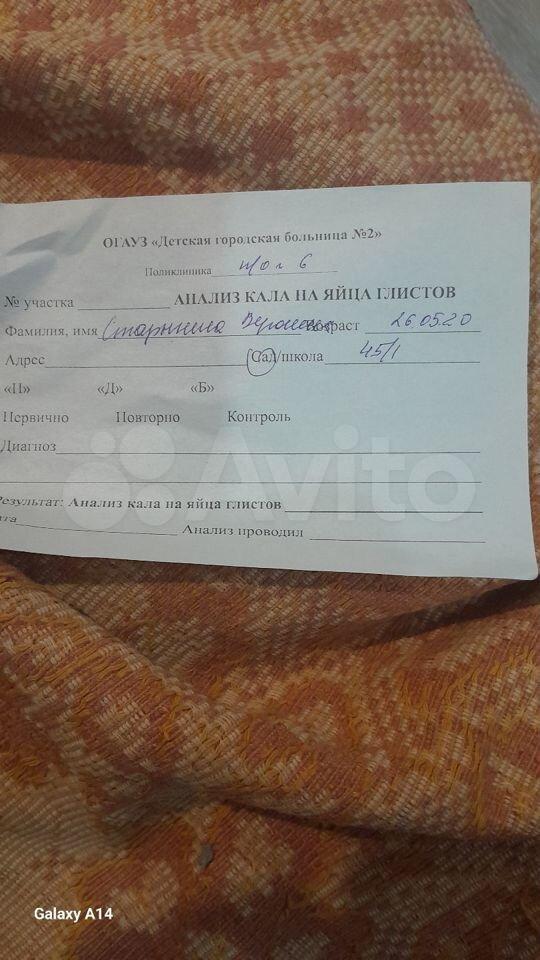 ОГАУЗ «Детская городская больница №2»
Поликлиника п/о № 6
№ участка АНАЛИЗ КАЛА НА ЯЙЦА ГЛИСТОВ
Фамилия, имя Возраст 26.05.20
Адрес Сад/школа 45/1
«П» «Д» «Б»
Первично Повторно Контроль
Диагноз
Результат: Анализ кала на яйца глистов
Анализ проводил
Avito
Galaxy A14